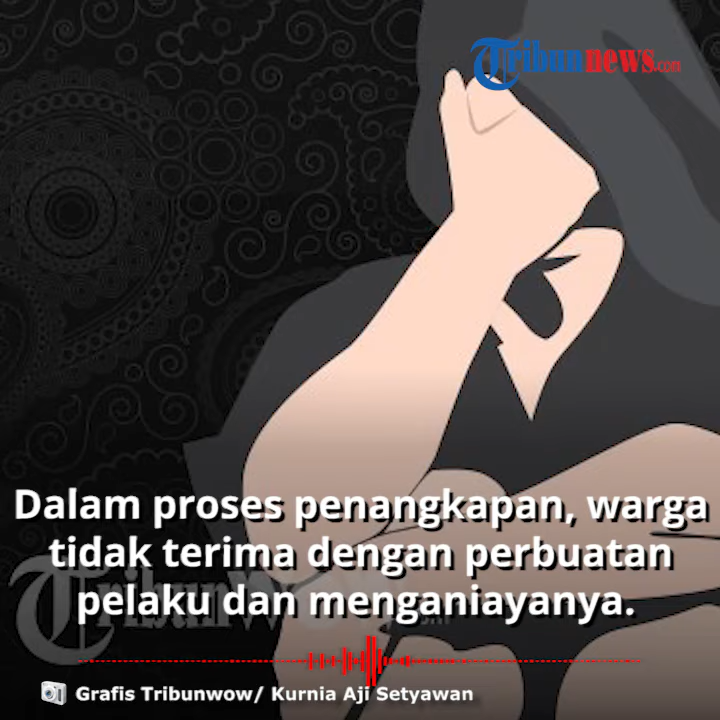 Tribunnews.com
Dalam proses penangkapan, warga
tidak terima dengan perbuatan
pelaku dan menganiayanya.
Grafis Tribunwow/ Kurnia Aji Setyawan